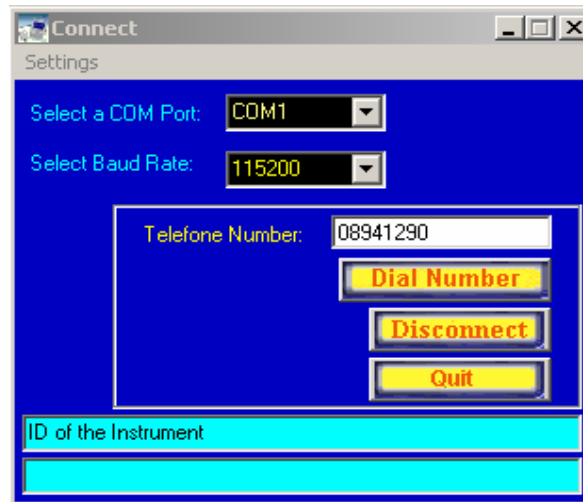 Connect
Settings
Select a COM Port: COM1
Select Baud Rate: 115200
Telefone Number: 08941290
Dial Number
Disconnect
Quit
ID of the Instrument